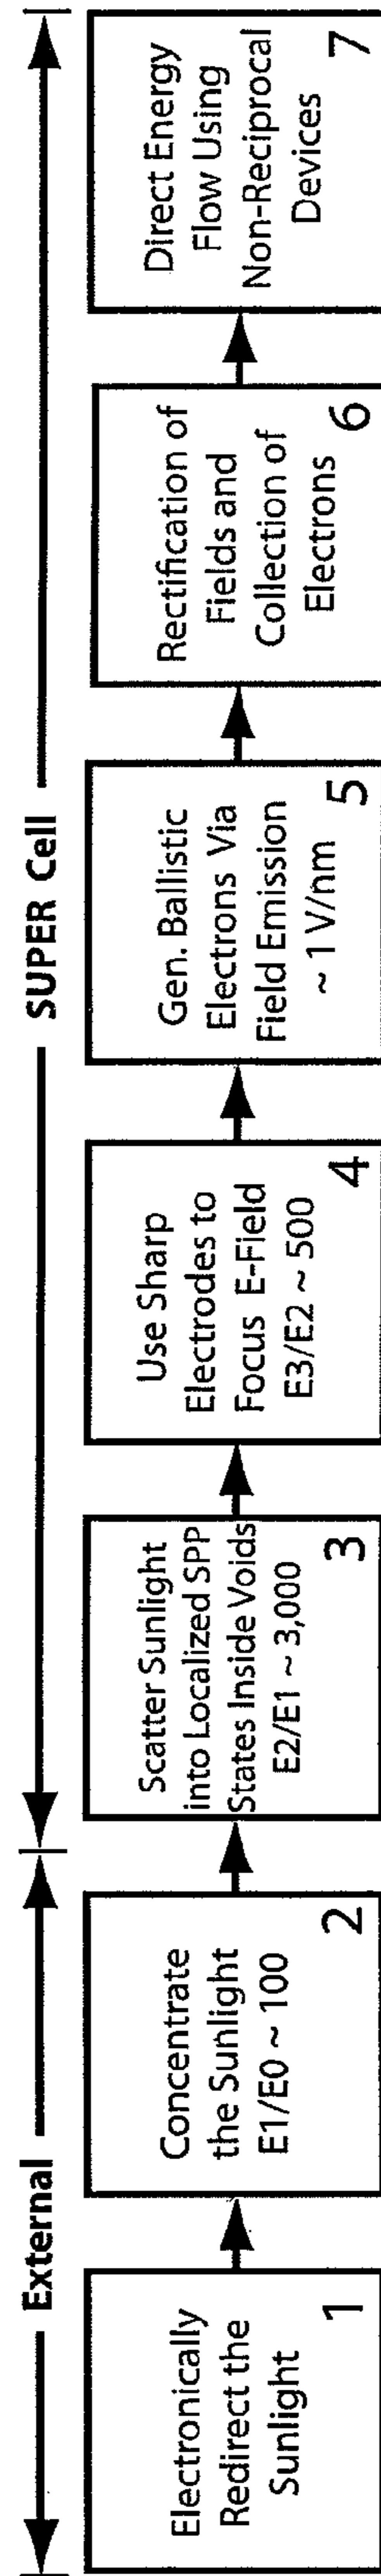 External
SUPER Cell
Electronically
Redirect the
Sunlight
1
Concentrate
the Sunlight
E1/E0 ~ 100
2
Scatter Sunlight
into Localized SPP
States Inside Voids
E2/E1 ~ 3,000
3
Use Sharp
Electrodes to
Focus E-Field
E3/E2 ~ 500
4
Gen. Ballistic
Electrons Via
Field Emission
~ 1 V/nm
5
Rectification of
Fields and
Collection of
Electrons
6
Direct Energy
Flow Using
Non-Reciprocal
Devices
7